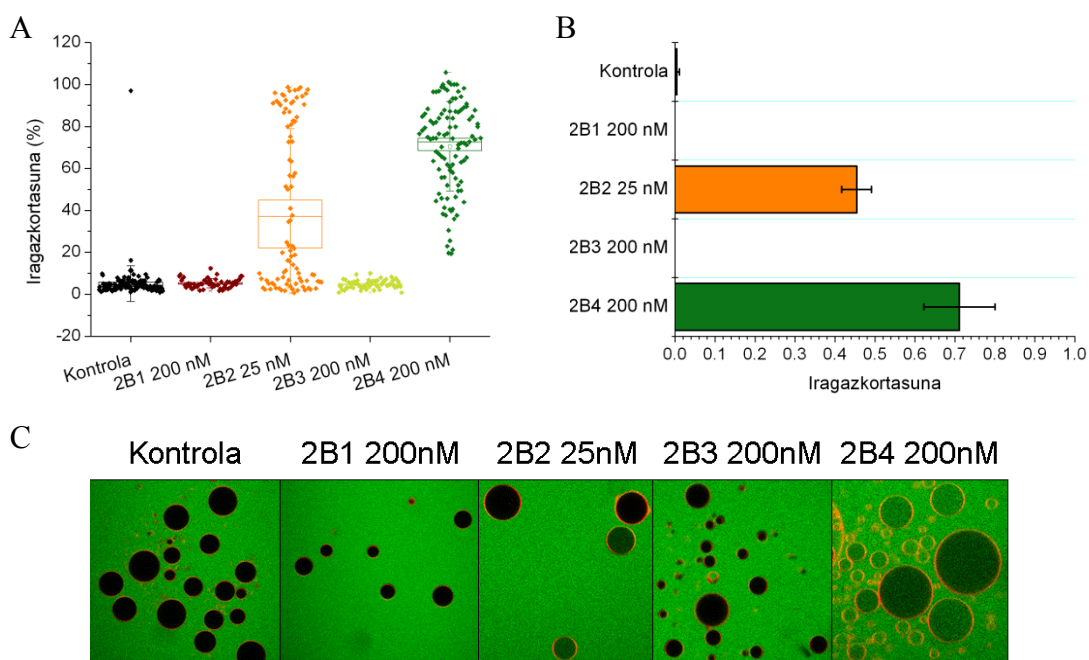 A
Iragazkortasuna (%)
120
100
80
60
40
20
0
-20
Kontrola
2B1 200 nM
2B2 25 nM
2B3 200 nM
2B4 200 nM
B
Kontrola
2B1 200 nM
2B2 25 nM
2B3 200 nM
2B4 200 nM
0.0 0.1 0.2 0.3 0.4 0.5 0.6 0.7 0.8 0.9 1.0
Iragazkortasuna
C
Kontrola 2B1 200nM 2B2 25nM 2B3 200nM 2B4 200nM